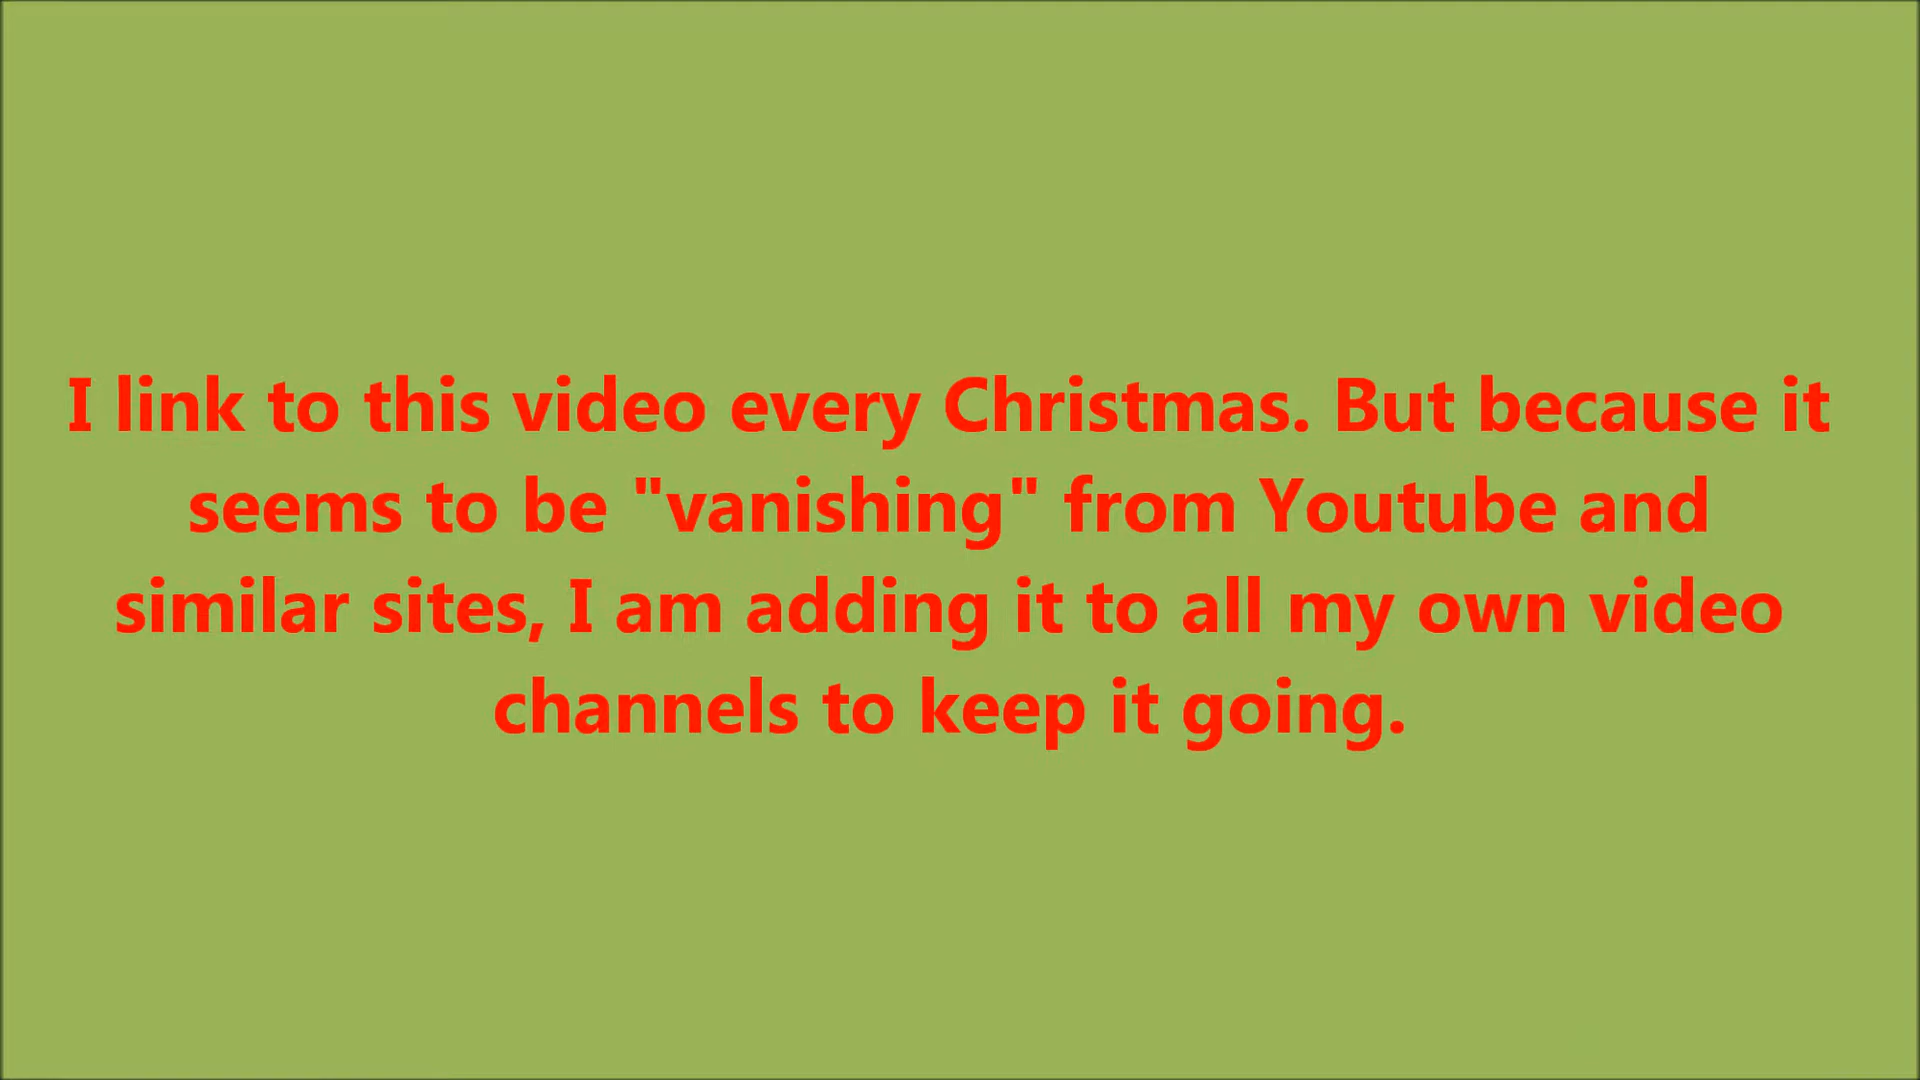 I link to this video every Christmas. But because it
seems to be "vanishing" from Youtube and
similar sites, I am adding it to all my own video
channels to keep it going.